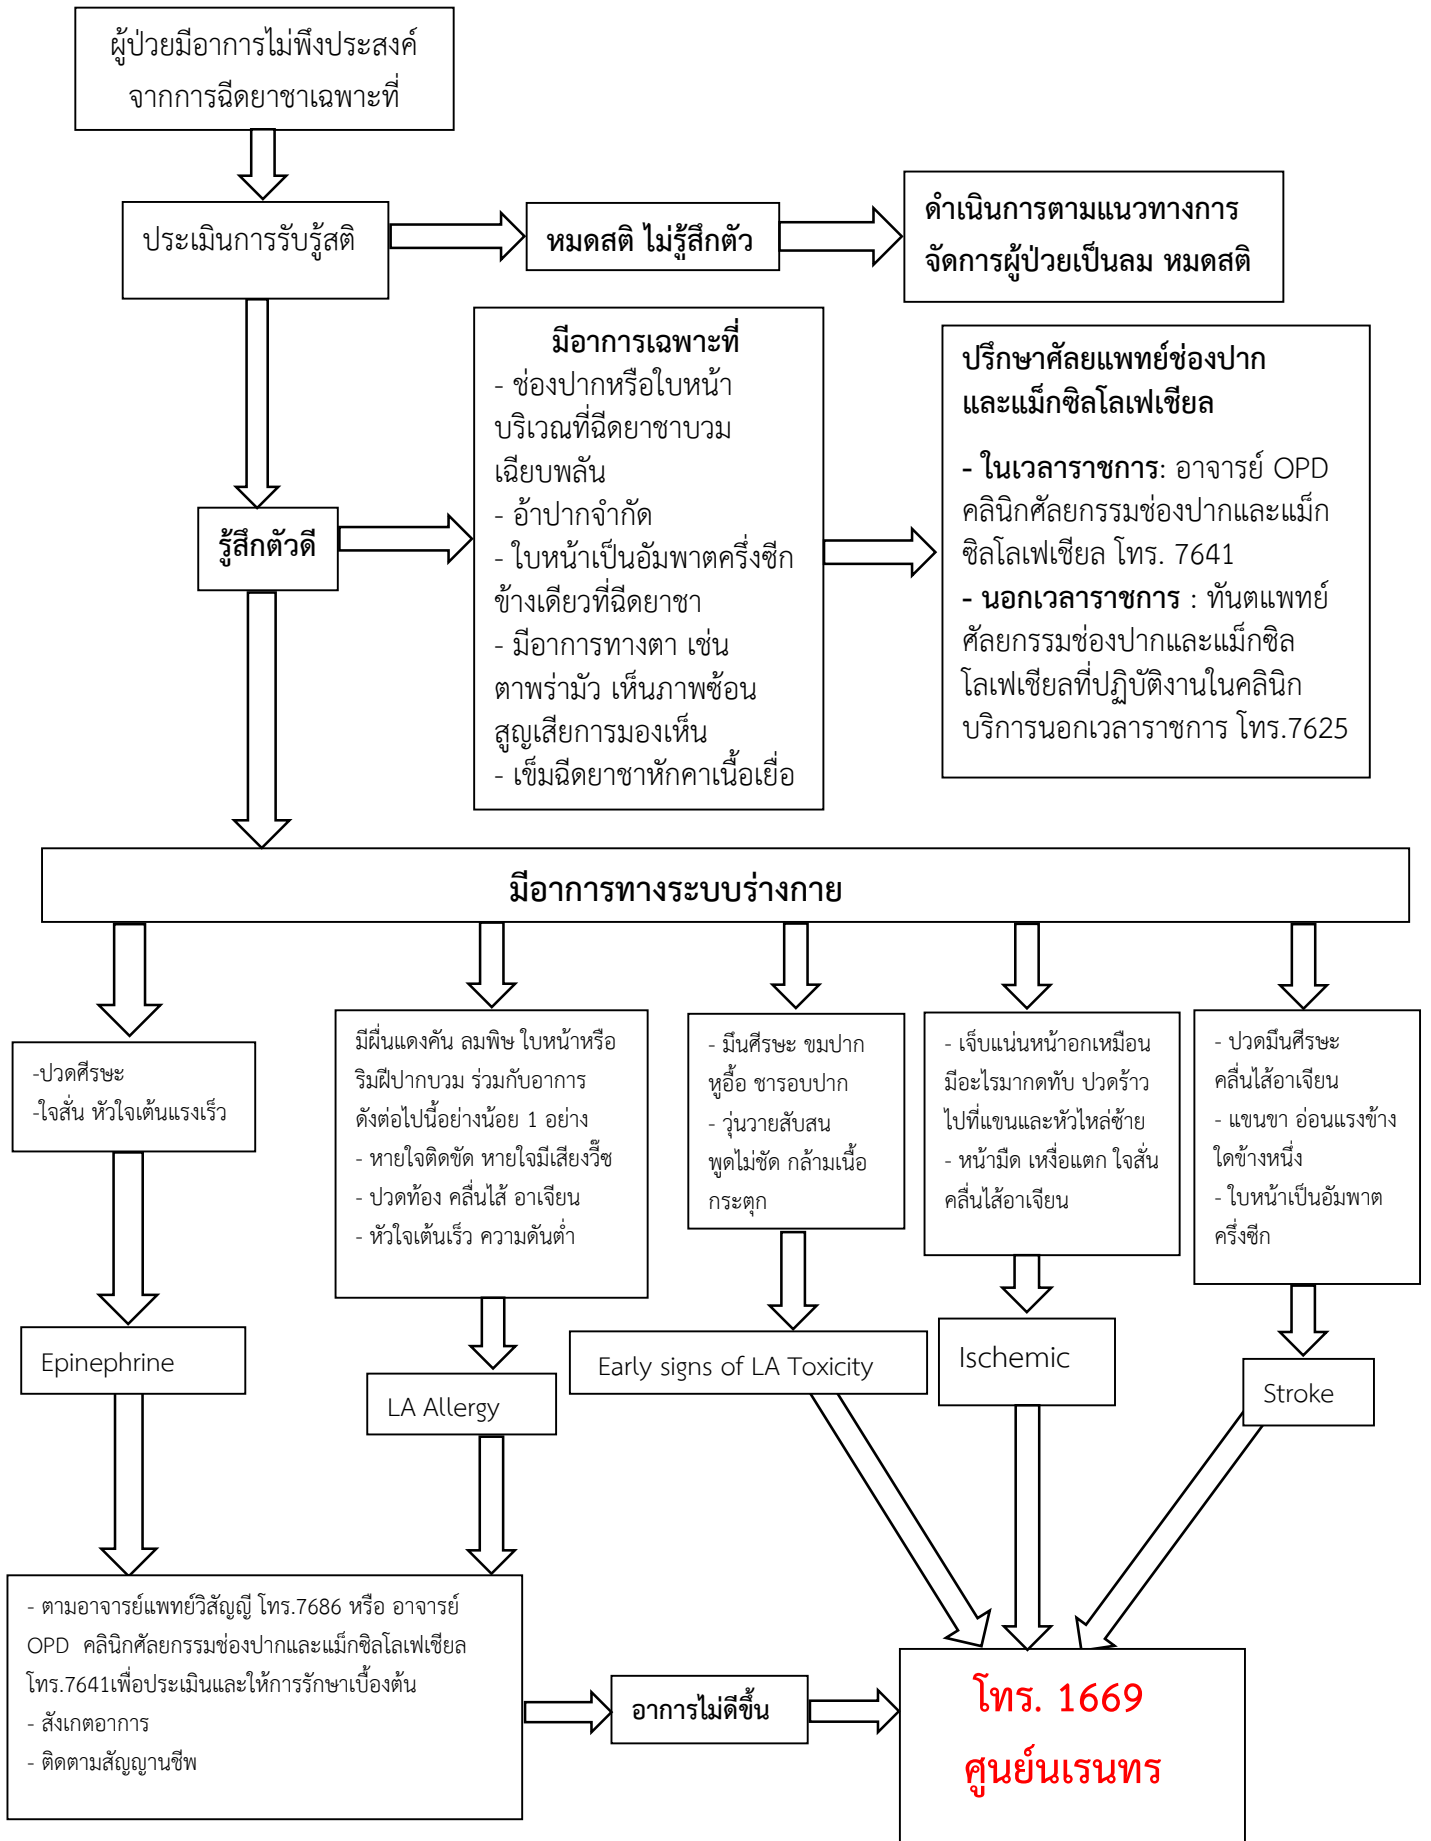 ผู้ป่วยมีอาการไม่พึงประสงค์
จากการฉีดยาชาเฉพาะที่
ประเมินการรับรู้สติ
หมดสติ ไม่รู้สึกตัว
ดำเนินการตามแนวทางการ
จัดการผู้ป่วยเป็นลม หมดสติ
รู้สึกตัวดี
มีอาการเฉพาะที่
- ช่องปากหรือใบหน้า
บริเวณที่ฉีดยาชาบวม
เฉียบพลัน
- อ้าปากจำกัด
- ใบหน้าเป็นอัมพาตครึ่งซีก
ข้างเดียวที่ฉีดยาชา
- มีอาการทางตา เช่น
ตาพร่ามัว เห็นภาพซ้อน
สูญเสียการมองเห็น
- เข็มฉีดยาชาหักคาเนื้อเยื่อ
ปรึกษาศัลยแพทย์ช่องปาก
และแม็กซิลโลเฟเชียล
- ในเวลาราชการ: อาจารย์ OPD
คลินิกศัลยกรรมช่องปากและแม็ก
ซิลโลเฟเชียล โทร. 7641
- นอกเวลาราชการ : ทันตแพทย์
ศัลยกรรมช่องปากและแม็กซิล
โลเฟเชียลที่ปฏิบัติงานในคลินิก
บริการนอกเวลาราชการ โทร.7625
มีอาการทางระบบร่างกาย
-ปวดศีรษะ
-ใจสั่น หัวใจเต้นแรงเร็ว
มีผื่นแดงคัน ลมพิษ ใบหน้าหรือ
ริมฝีปากบวม ร่วมกับอาการ
ดังต่อไปนี้อย่างน้อย 1 อย่าง
- หายใจติดขัด หายใจมีเสียงวี๊ซ
- ปวดท้อง คลื่นไส้ อาเจียน
- หัวใจเต้นเร็ว ความดันต่ำ
- มึนศีรษะ ขมปาก
หูอื้อ ชารอบปาก
- วุ่นวายสับสน
พูดไม่ชัด กล้ามเนื้อ
กระตุก
- เจ็บแน่นหน้าอกเหมือน
มีอะไรมากดทับ ปวดร้าว
ไปที่แขนและหัวไหล่ซ้าย
- หน้ามืด เหงื่อแตก ใจสั่น
คลื่นไส้อาเจียน
- ปวดมึนศีรษะ
คลื่นไส้อาเจียน
- แขนขา อ่อนแรงข้าง
ใดข้างหนึ่ง
- ใบหน้าเป็นอัมพาต
ครึ่งซีก
Epinephrine
LA Allergy
Early signs of LA Toxicity
Ischemic
Stroke
- ตามอาจารย์แพทย์วิสัญญี โทร.7686 หรือ อาจารย์
OPD คลินิกศัลยกรรมช่องปากและแม็กซิลโลเฟเชียล
โทร.7641เพื่อประเมินและให้การรักษาเบื้องต้น
- สังเกตอาการ
- ติดตามสัญญานชีพ
อาการไม่ดีขึ้น
โทร. 1669
ศูนย์นเรนทร